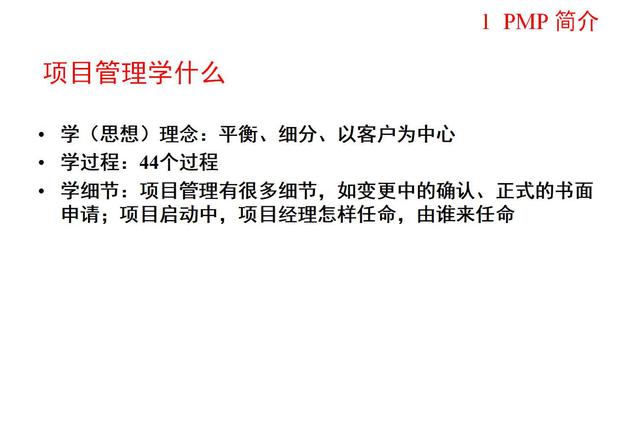 1 PMP 简介
项目管理学什么
• 学（思想）理念：平衡、细分、以客户为中心
• 学过程：44个过程
• 学细节：项目管理有很多细节，如变更中的确认、正式的书面
申请；项目启动中，项目经理怎样任命，由谁来任命